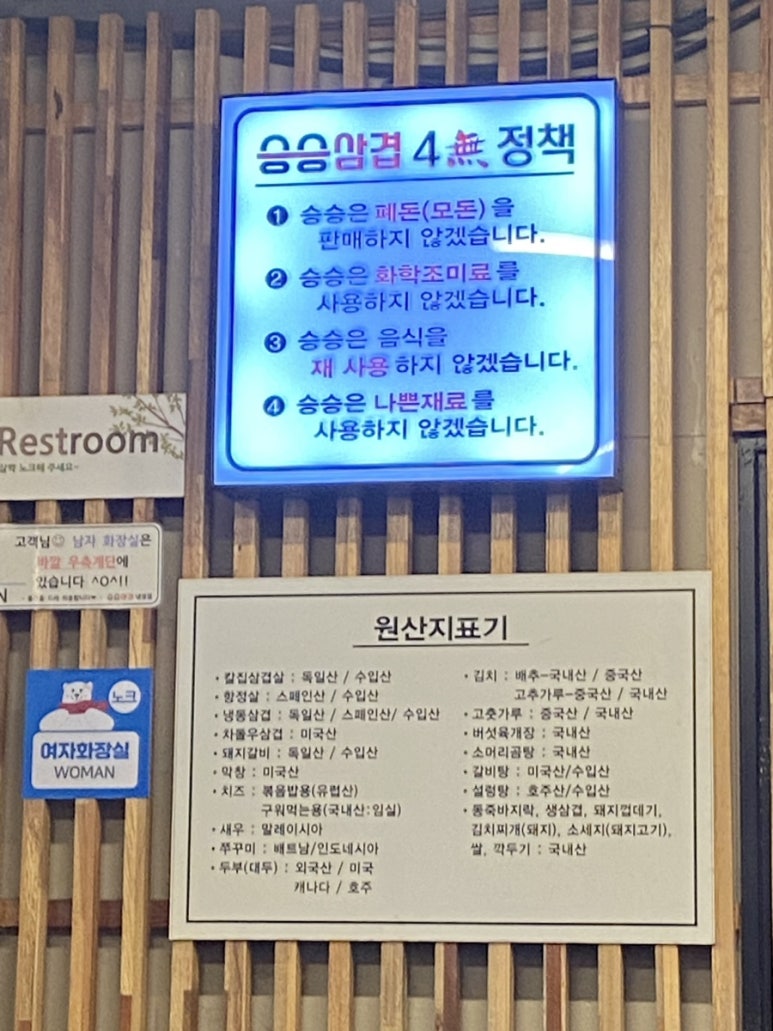 승승삼겹 4無 정책
❶ 승승은 폐돈(모돈)을
판매하지 않겠습니다.
❷ 승승은 화학조미료를
사용하지 않겠습니다.
❸ 승승은 음식을
재 사용하지 않겠습니다.
❹ 승승은 나쁜재료를
사용하지 않겠습니다.
Restroom
노크해 주세요~
고객님 남자 화장실은
바깥 우측계단에
있습니다 ^O^!!
노크
여자화장실
WOMAN
원산지표기
• 칼집삼겹살 : 독일산 / 수입산
• 항정살 : 스페인산 / 수입산
• 냉동삼겹 : 독일산 / 스페인산/ 수입산
• 차돌우삼겹 : 미국산
• 돼지갈비 : 독일산 / 수입산
• 막창 : 미국산
• 치즈 : 볶음밥용(유럽산)
구워먹는용(국내산:임실)
• 새우 : 말레이시아
• 쭈꾸미 : 베트남/인도네시아
• 두부(대두) : 외국산 / 미국
캐나다 / 호주
• 김치 : 배추-국내산 / 중국산
고추가루-중국산 / 국내산
• 고춧가루 : 중국산 / 국내산
• 버섯육개장 : 국내산
• 소머리곰탕 : 국내산
• 갈비탕 : 미국산/수입산
• 설렁탕 : 호주산/수입산
• 동죽바지락, 생삼겹, 돼지껍데기,
김치찌개(돼지), 소세지(돼지고기),
쌀, 깍두기 : 국내산